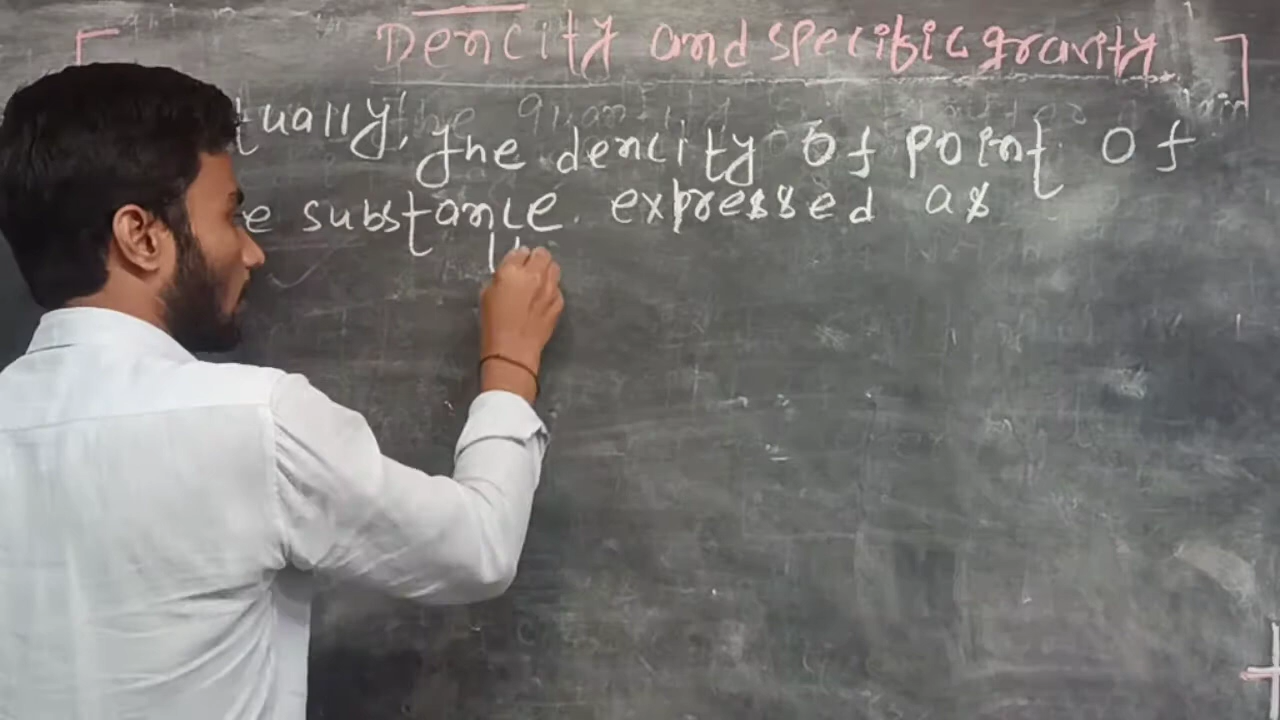 Dencity and specific gravity
tually, the dencity of point of
e substance. expressed as